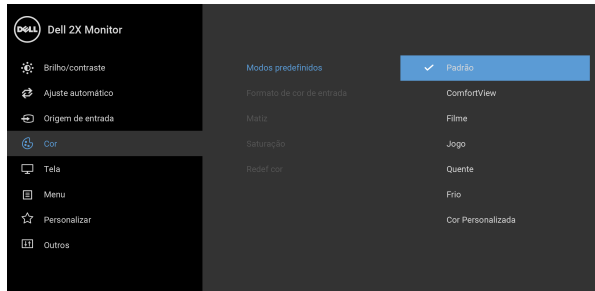 DELL Dell 2X Monitor
Brilho/contraste
Ajuste automático
Origem de entrada
Cor
Tela
Menu
Personalizar
Outros
Modos predefinidos
Formato de cor de entrada
Matiz
Saturação
Redef cor
Padrão
ComfortView
Filme
Jogo
Quente
Frio
Cor Personalizada